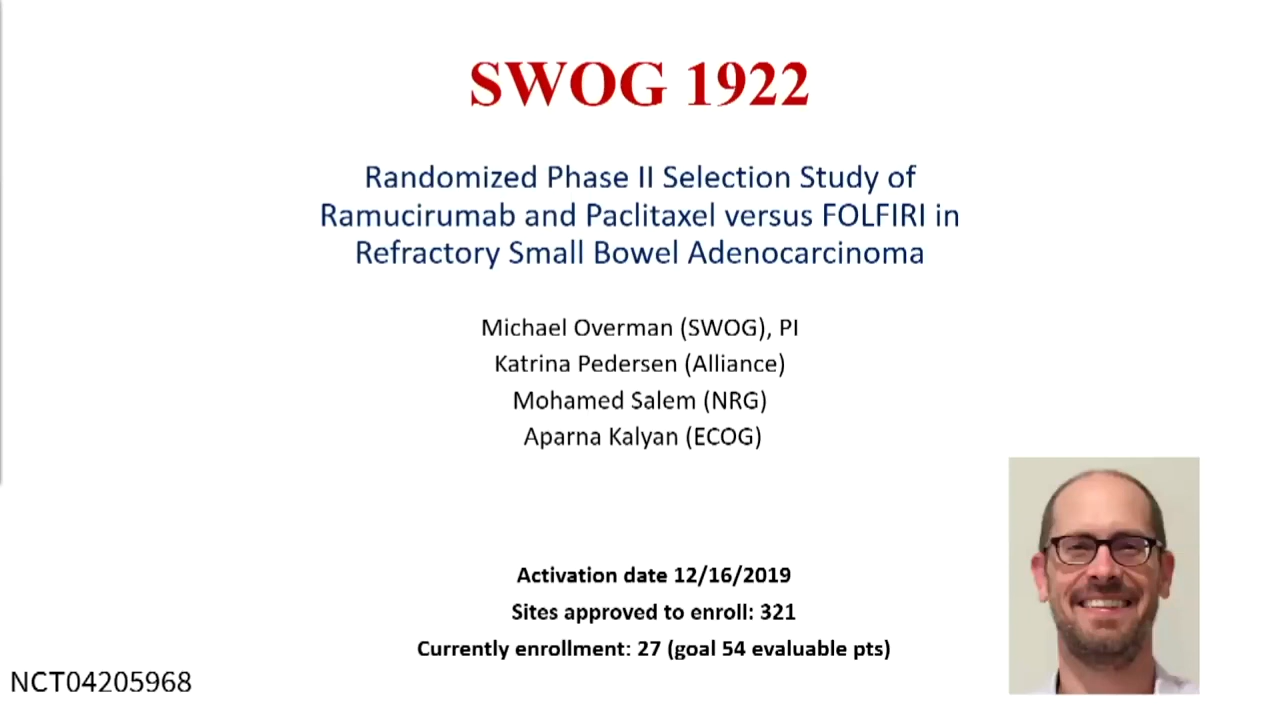 SWOG 1922
Randomized Phase II Selection Study of
Ramucirumab and Paclitaxel versus FOLFIRI in
Refractory Small Bowel Adenocarcinoma
Michael Overman (SWOG), PI
Katrina Pedersen (Alliance)
Mohamed Salem (NRG)
Aparna Kalyan (ECOG)
Activation date 12/16/2019
Sites approved to enroll: 321
Currently enrollment: 27 (goal 54 evaluable pts)
NCT04205968